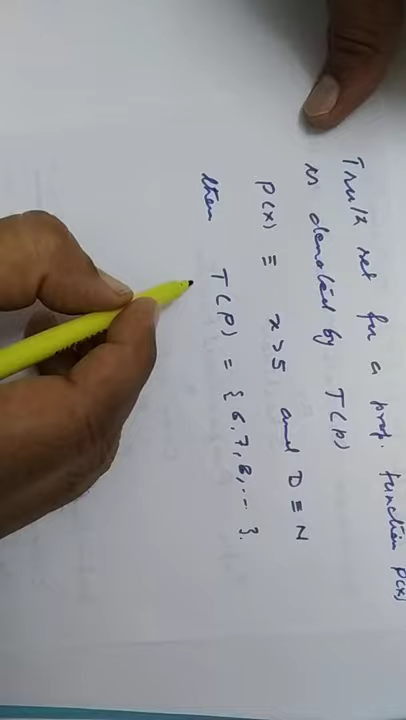 Truth set for a prop. function P(x)
is denoted by T(P)
P(x) ≡ x>5 and D ≡ N
then T(P) = {6,7,8,...}.